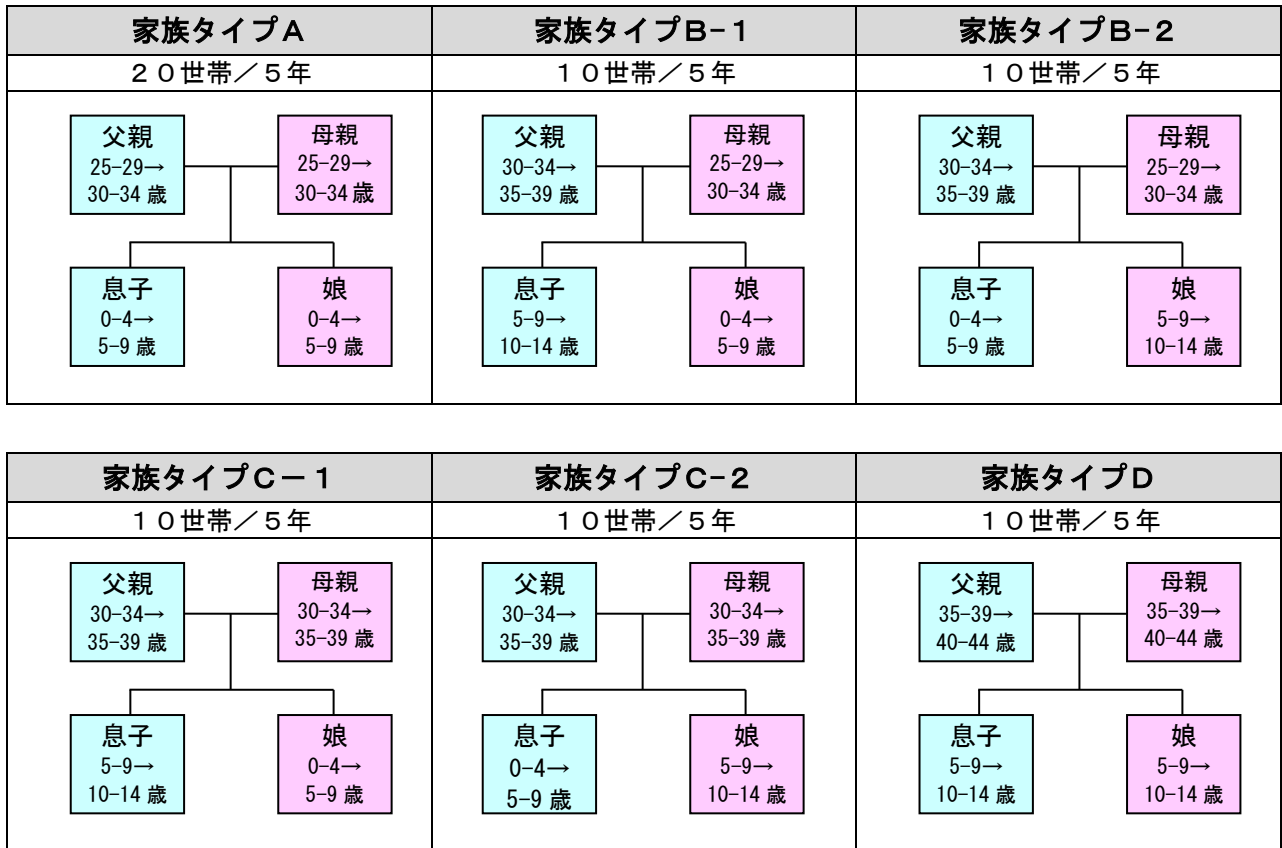 家族タイプA
20世帯/5年
父親
25-29→
30-34 歳
母親
25-29→
30-34 歳
息子
0-4→
5-9 歳
娘
0-4→
5-9 歳
家族タイプB-1
10世帯/5年
父親
30-34→
35-39 歳
母親
25-29→
30-34 歳
息子
5-9→
10-14 歳
娘
0-4→
5-9 歳
家族タイプB-2
10世帯/5年
父親
30-34→
35-39 歳
母親
25-29→
30-34 歳
息子
0-4→
5-9 歳
娘
5-9→
10-14 歳
家族タイプC-1
10世帯/5年
父親
30-34→
35-39 歳
母親
30-34→
35-39 歳
息子
5-9→
10-14 歳
娘
0-4→
5-9 歳
家族タイプC-2
10世帯/5年
父親
30-34→
35-39 歳
母親
30-34→
35-39 歳
息子
0-4→
5-9 歳
娘
5-9→
10-14 歳
家族タイプD
10世帯/5年
父親
35-39→
40-44 歳
母親
35-39→
40-44 歳
息子
5-9→
10-14 歳
娘
5-9→
10-14 歳